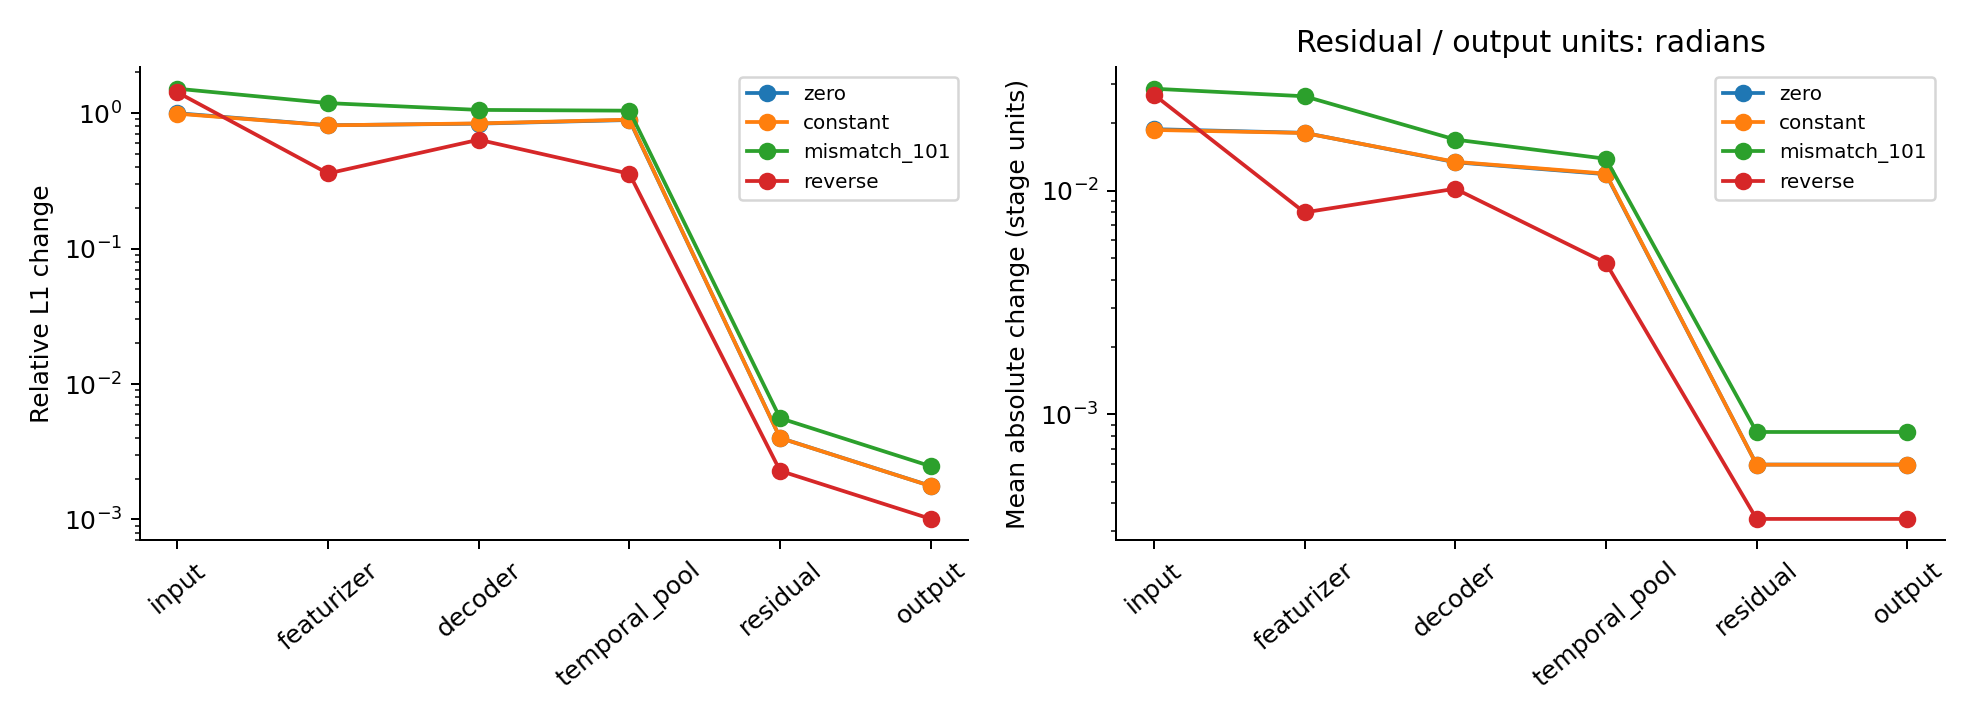 Relative L1 change
10⁰
10⁻¹
10⁻²
10⁻³
zero
constant
mismatch_101
reverse
input
featurizer
decoder
temporal_pool
residual
output
Residual / output units: radians
Mean absolute change (stage units)
10⁻²
10⁻³
zero
constant
mismatch_101
reverse
input
featurizer
decoder
temporal_pool
residual
output